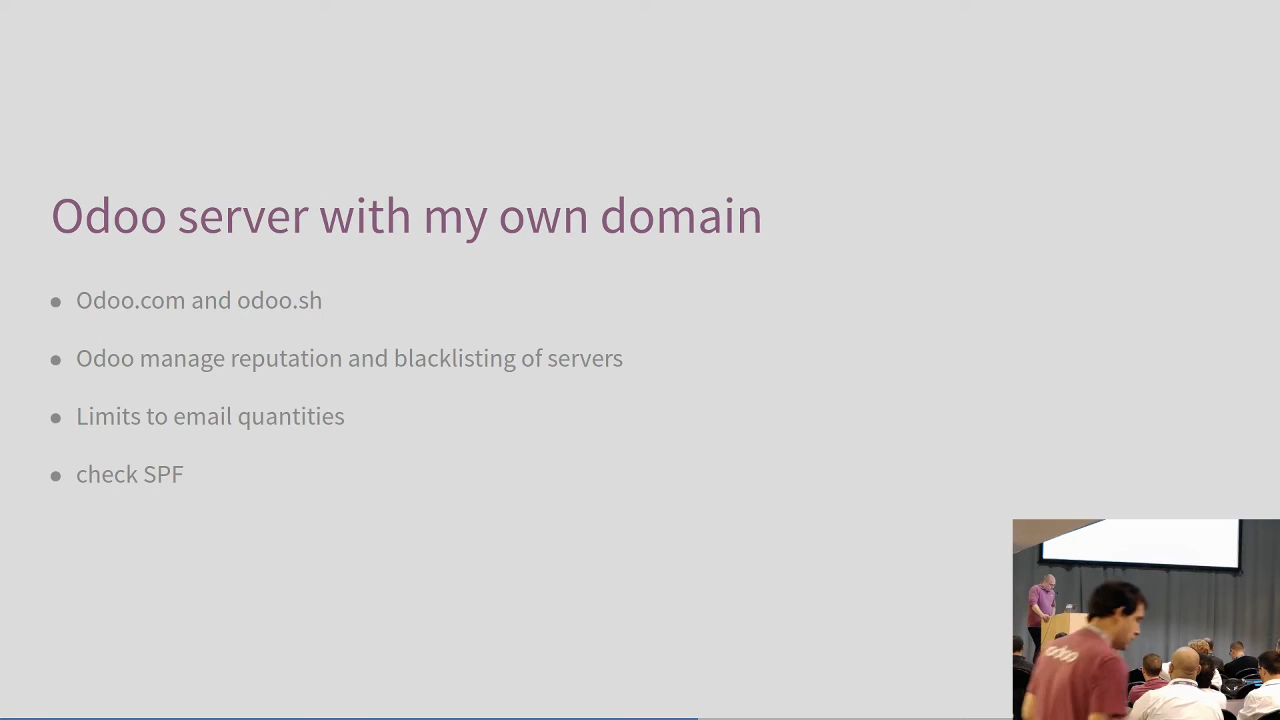 Odoo server with my own domain
● Odoo.com and odoo.sh
● Odoo manage reputation and blacklisting of servers
● Limits to email quantities
● check SPF
odoo